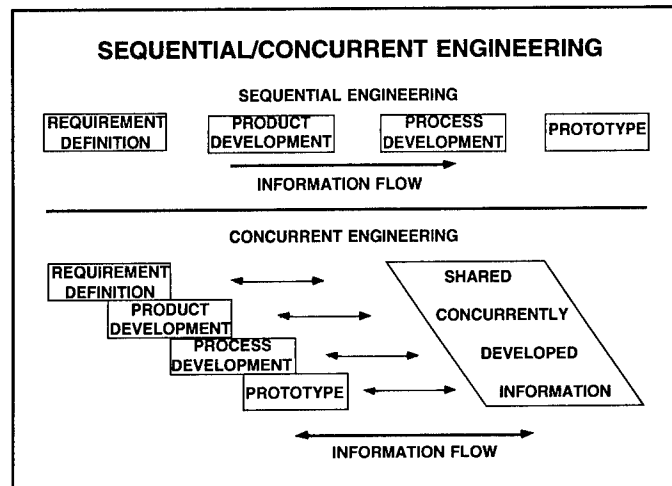 SEQUENTIAL/CONCURRENT ENGINEERING
SEQUENTIAL ENGINEERING
REQUIREMENT
DEFINITION
PRODUCT
DEVELOPMENT
PROCESS
DEVELOPMENT
PROTOTYPE
INFORMATION FLOW
CONCURRENT ENGINEERING
REQUIREMENT
DEFINITION
PRODUCT
DEVELOPMENT
PROCESS
DEVELOPMENT
PROTOTYPE
SHARED
CONCURRENTLY
DEVELOPED
INFORMATION
INFORMATION FLOW